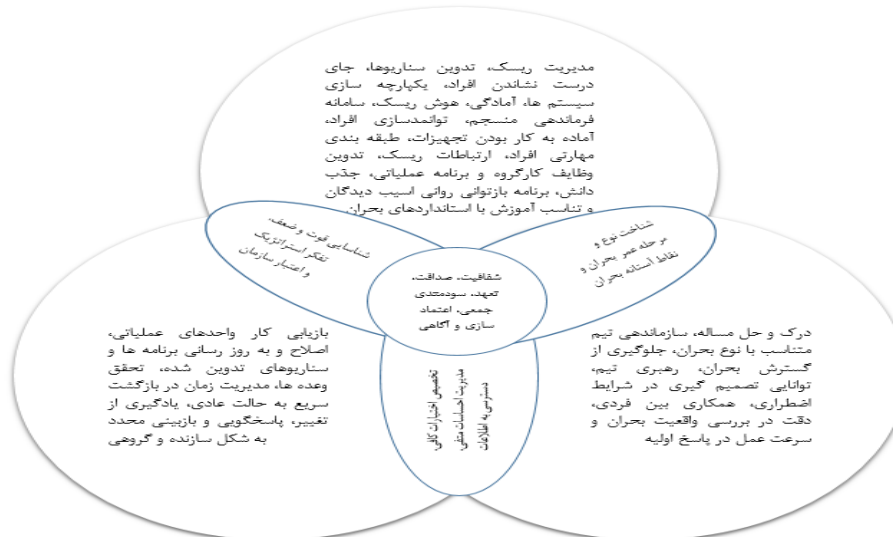 مدیریت ریسک، تدوین سناریوها، جای
درست نشاندن افراد، یکپارچه سازی
سیستم ها، آمادگی، هوش ریسک، سامانه
فرماندهی منسجم، توانمدسازی افراد،
آماده به کار بودن تجهیزات، طبقه بندی
مهارتی افراد، ارتباطات ریسک، تدوین
وظایف کارگروه و برنامه عملیاتی، جذب
دانش، برنامه بازتوانی روانی اسیب دیدگان
و تناسب آموزش با استانداردهای بحران
شناخت نوع و
مرحله عمر بحران و
نقاط آستانه بحران
شناسایی قوت و ضعف،
تفکر استراتژیک
و اعتبار سازمان
شفافیت، صداقت،
تعهد، سودمندی
جمعی، اعتماد
سازی و آگاهی
درک و حل مساله، سازماندهی تیم
متناسب با نوع بحران، جلوگیری از
گسترش بحران، رهبری تیم،
توانایی تصمیم گیری در شرایط
اضطراری، همکاری بین فردی،
دقت در بررسی واقعیت بحران و
سرعت عمل در پاسخ اولیه
تخصیص اختیارات کافی
مدیریت احساسات منفی،
دسترسی به اطلاعات
بازیابی کار واحدهای عملیاتی،
اصلاح و به روز رسانی برنامه ها و
سناریوهای تدوین شده، تحقق
وعده ها، مدیریت زمان در بازگشت
سریع به حالت عادی، یادگیری از
تغییر، پاسخگویی و بازبینی مجدد
به شکل سازنده و گروهی